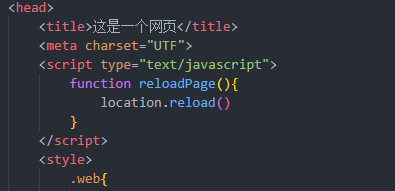 <head>
<title>这是一个网页</title>
<meta charset="UTF">
<script type="text/javascript">
function reloadPage(){
location.reload()
}
</script>
<style>
.web{